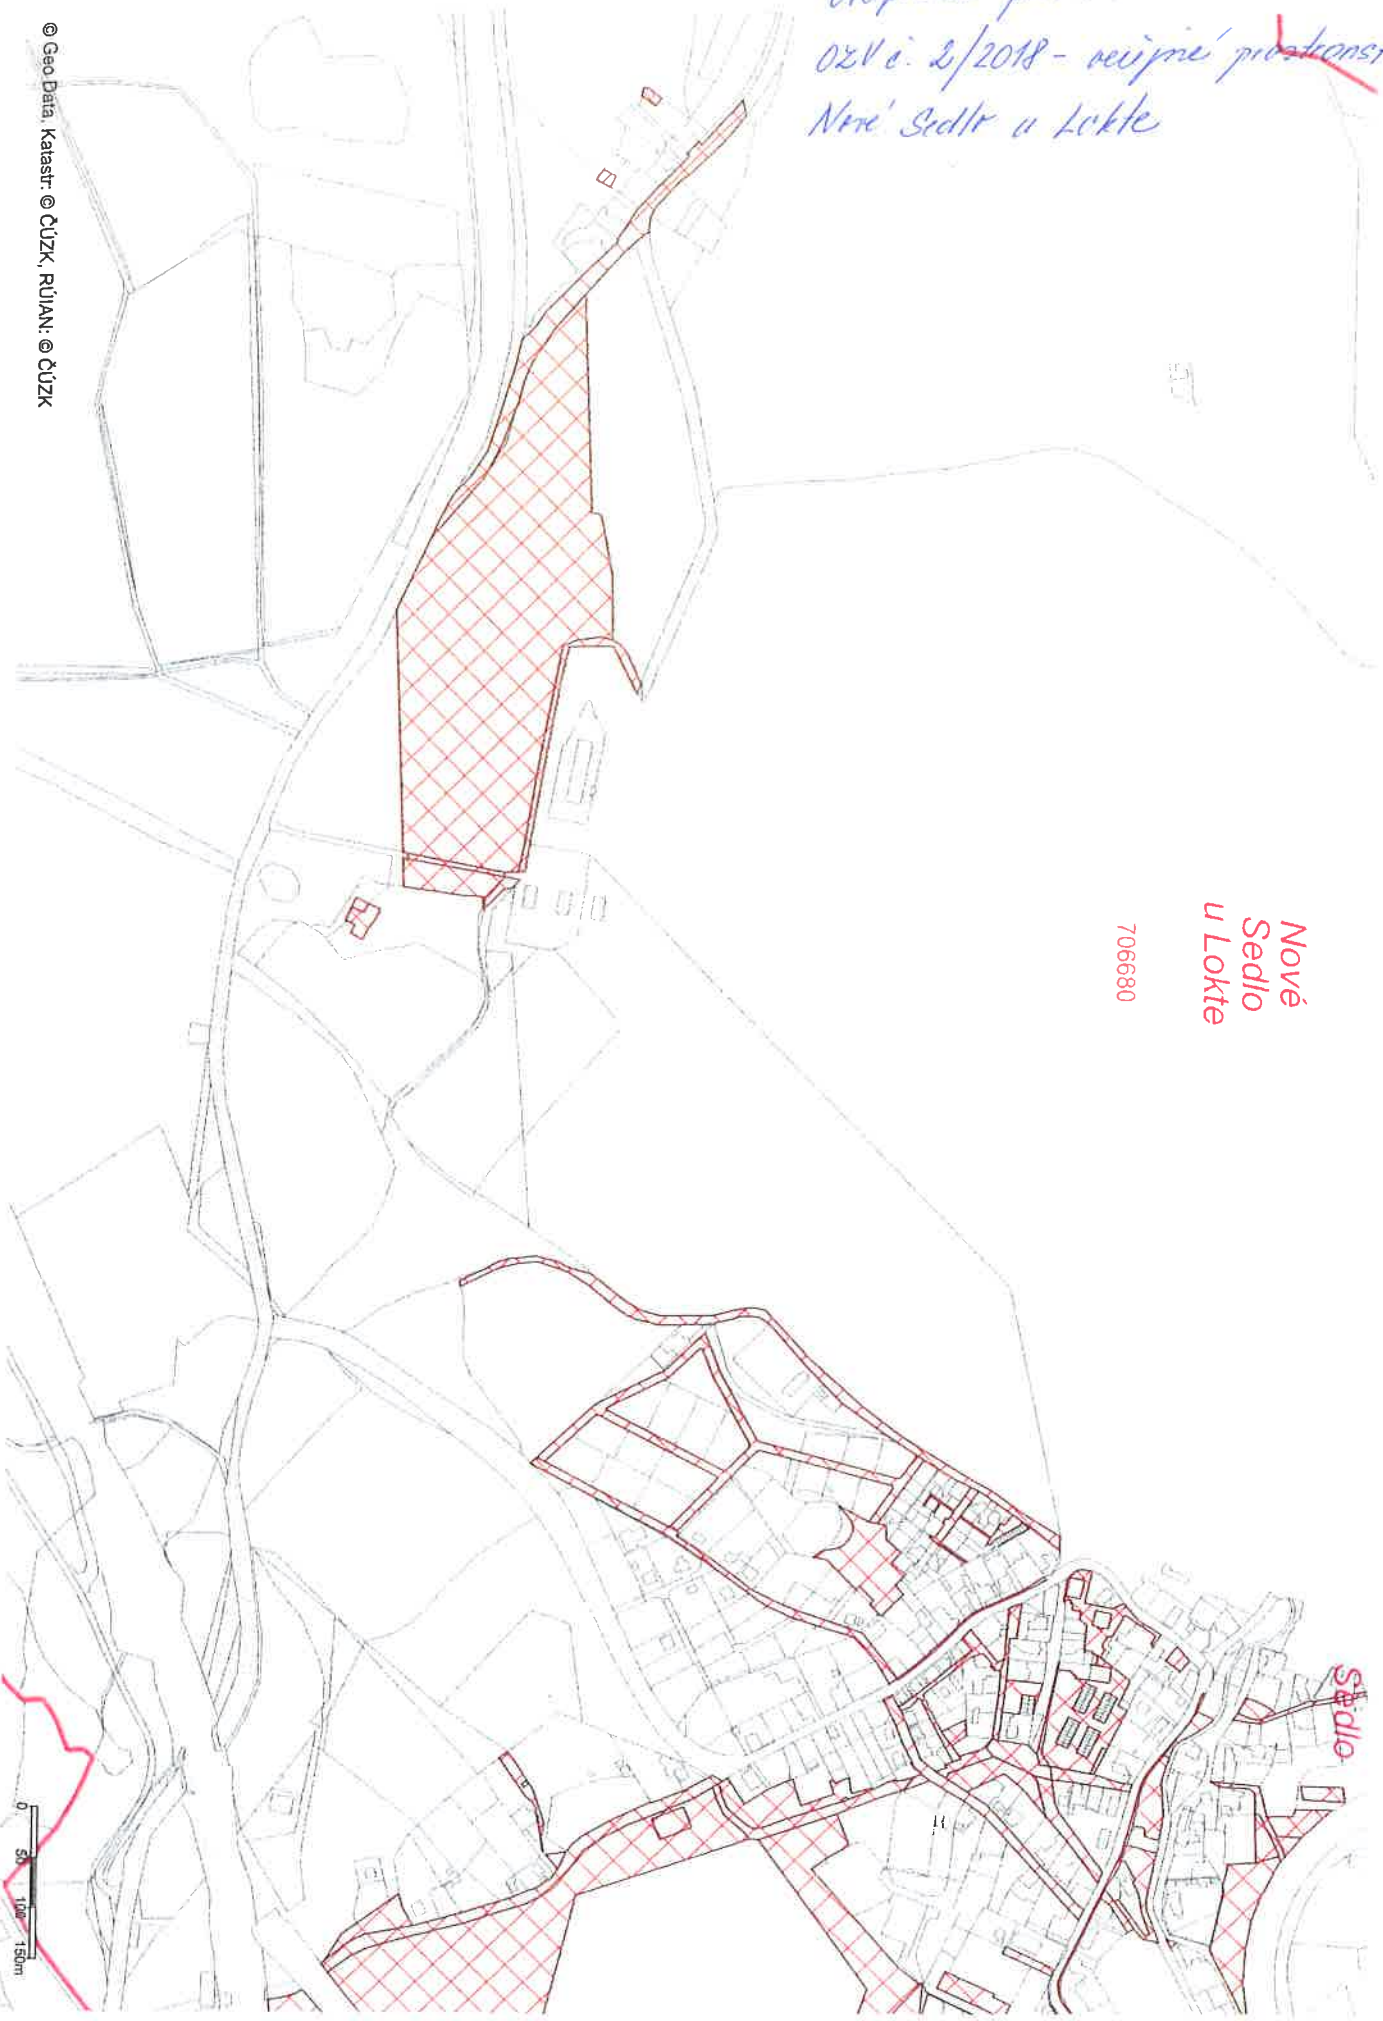 OZV č. 2/2018 - veřejné prostranst
Nové Sedlo u Lokte
© Geo Data, Katastr: © ČÚZK, RÚIAN: © ČÚZK
Nové
Sedlo
u Lokte
706680
Sedlo
0 50 100 150m